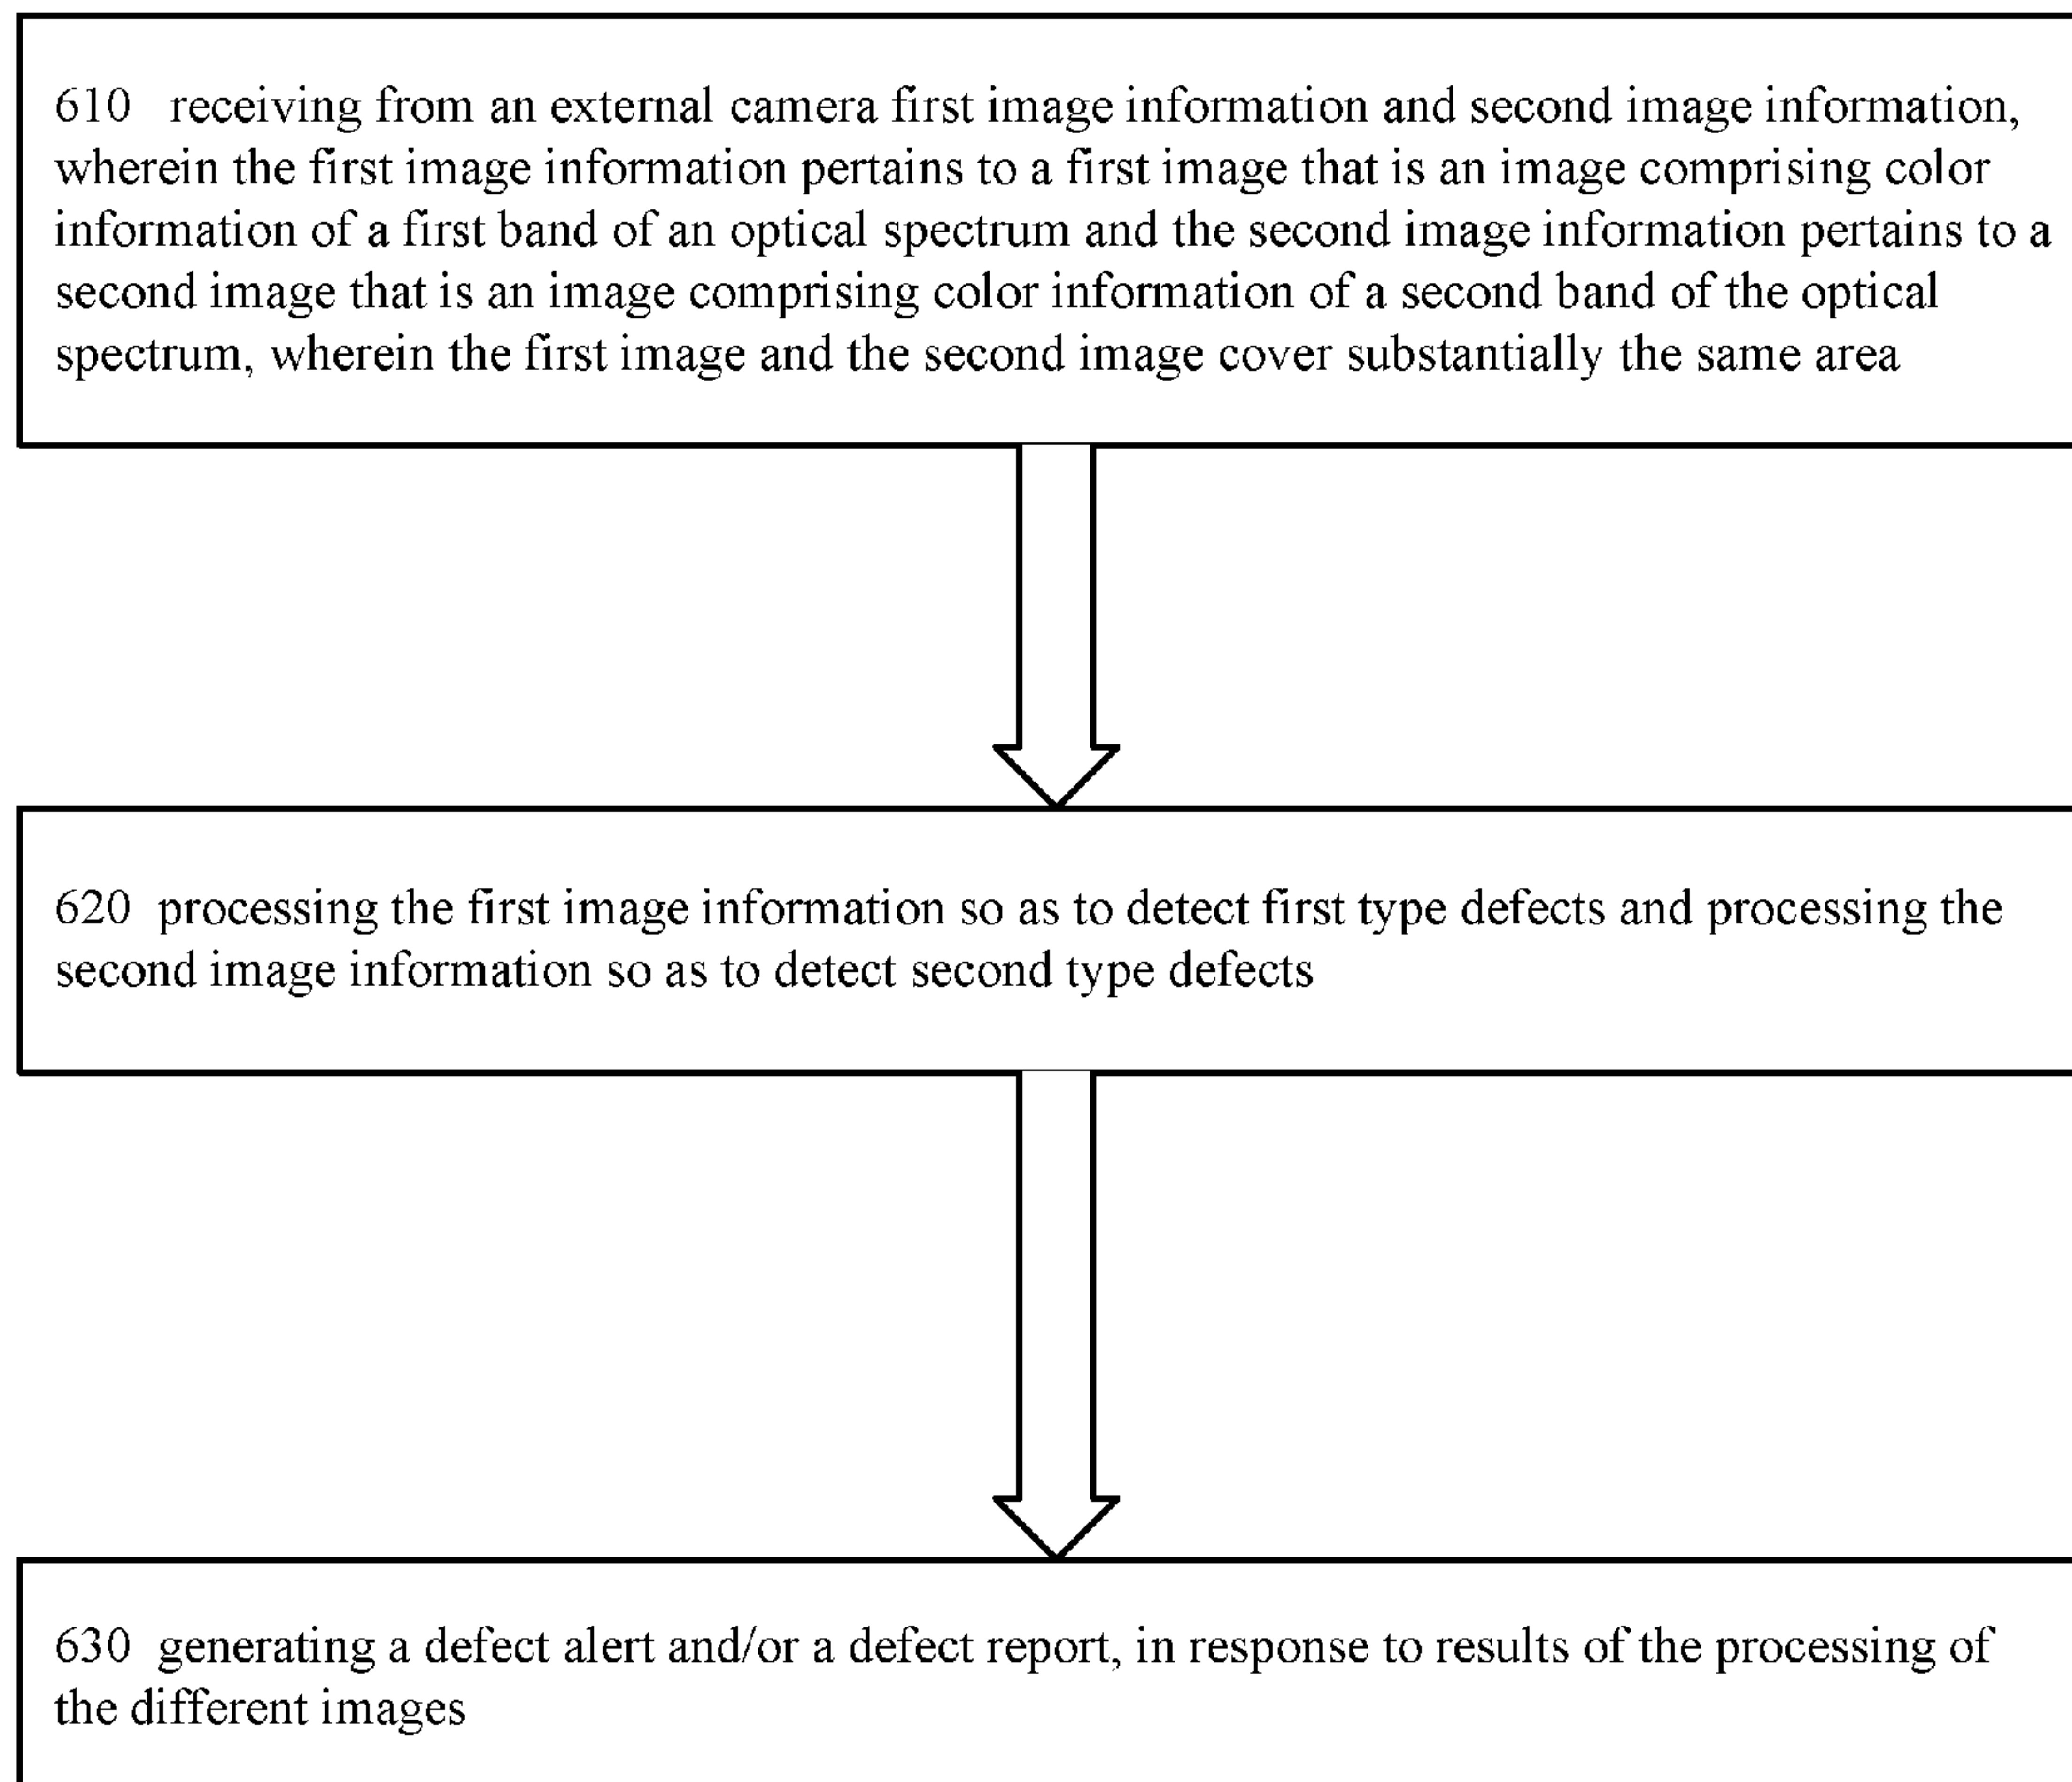 610 receiving from an external camera first image information and second image information,
wherein the first image information pertains to a first image that is an image comprising color
information of a first band of an optical spectrum and the second image information pertains to a
second image that is an image comprising color information of a second band of the optical
spectrum, wherein the first image and the second image cover substantially the same area
620 processing the first image information so as to detect first type defects and processing the
second image information so as to detect second type defects
630 generating a defect alert and/or a defect report, in response to results of the processing of
the different images